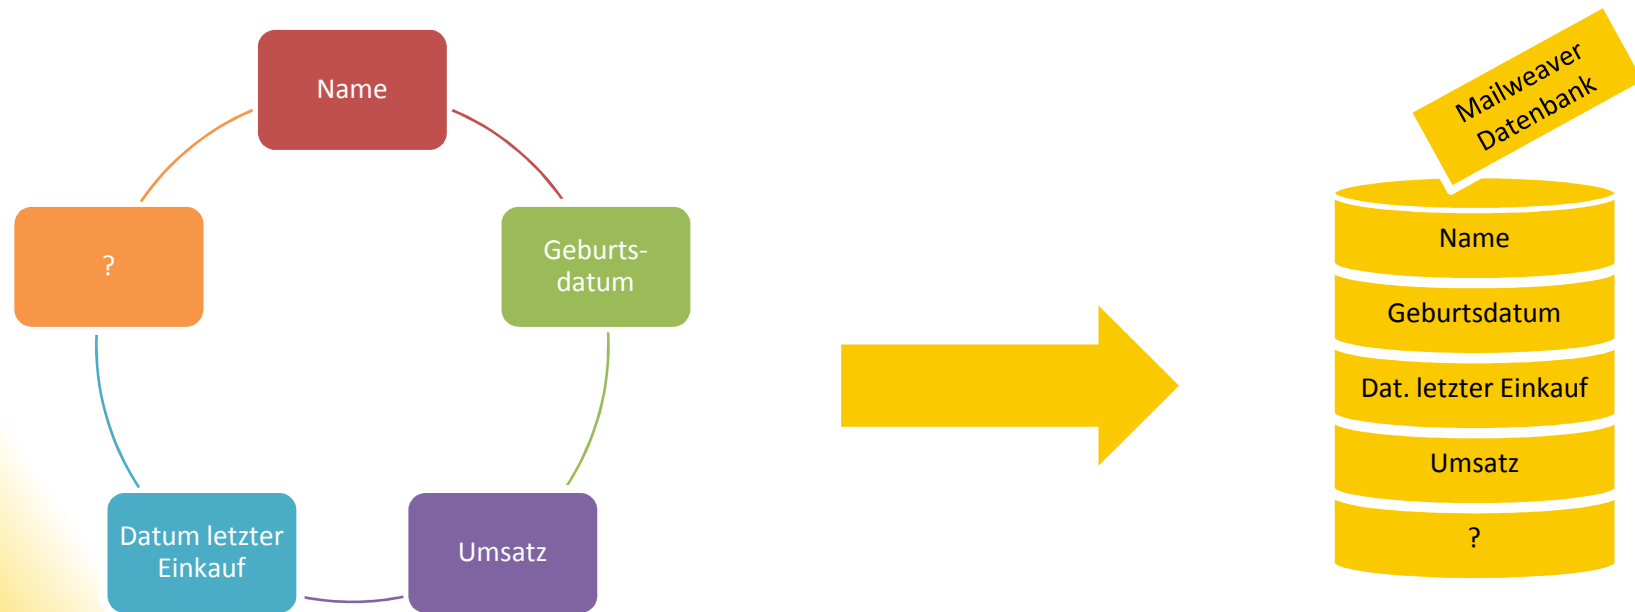 Name
Geburts-
datum
?
Datum letzter
Einkauf
Umsatz
Mailweaver
Datenbank
Name
Geburtsdatum
Dat. letzter Einkauf
Umsatz
?